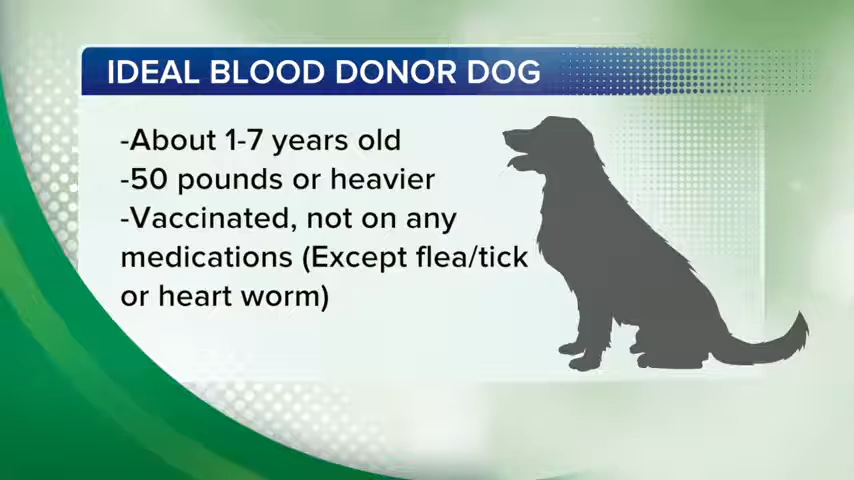 IDEAL BLOOD DONOR DOG
-About 1-7 years old
-50 pounds or heavier
-Vaccinated, not on any
medications (Except flea/tick
or heart worm)